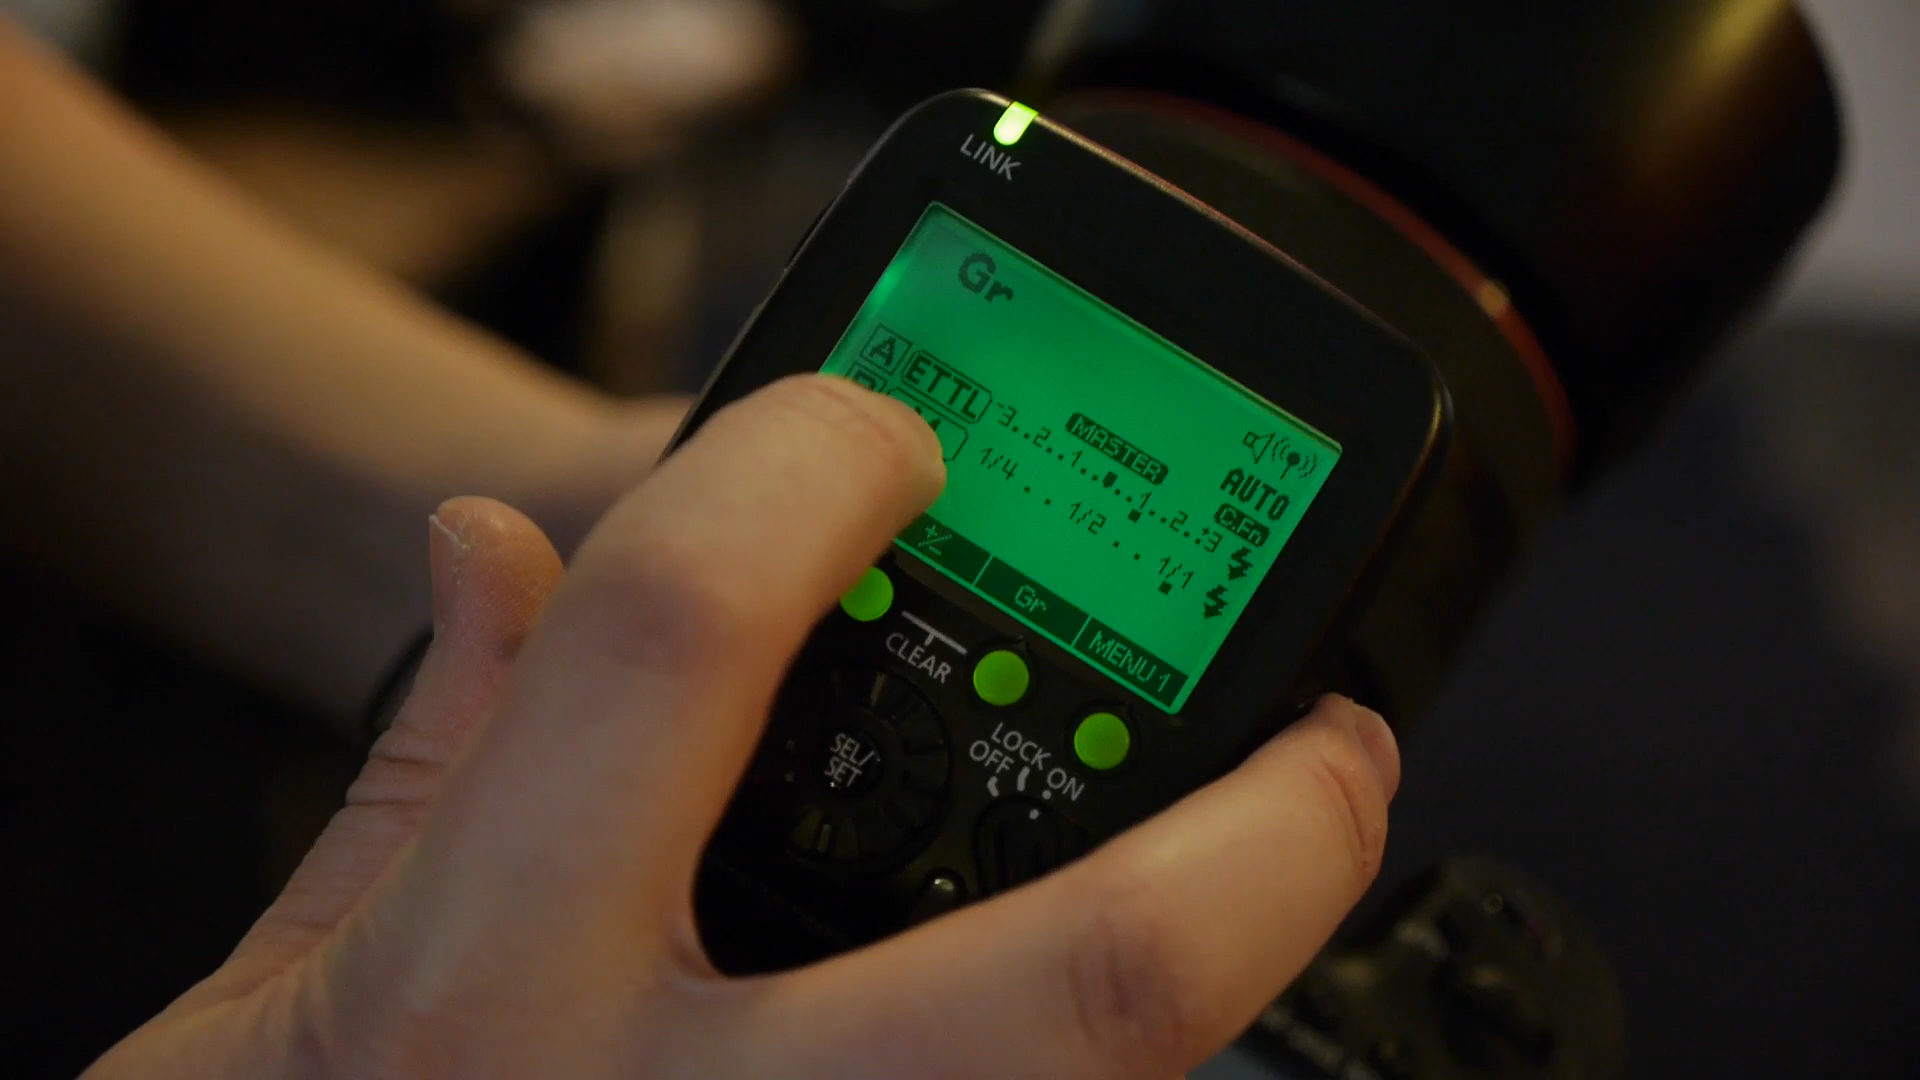 LINK
Gr
MASTER
A ETTL -3..2..1..0..1..2..+3
1/4 . . 1/2 . . 1/1
AUTO
C.Fn
+/- Gr MENU 1
CLEAR
SEL/
SET
LOCK
OFF ON